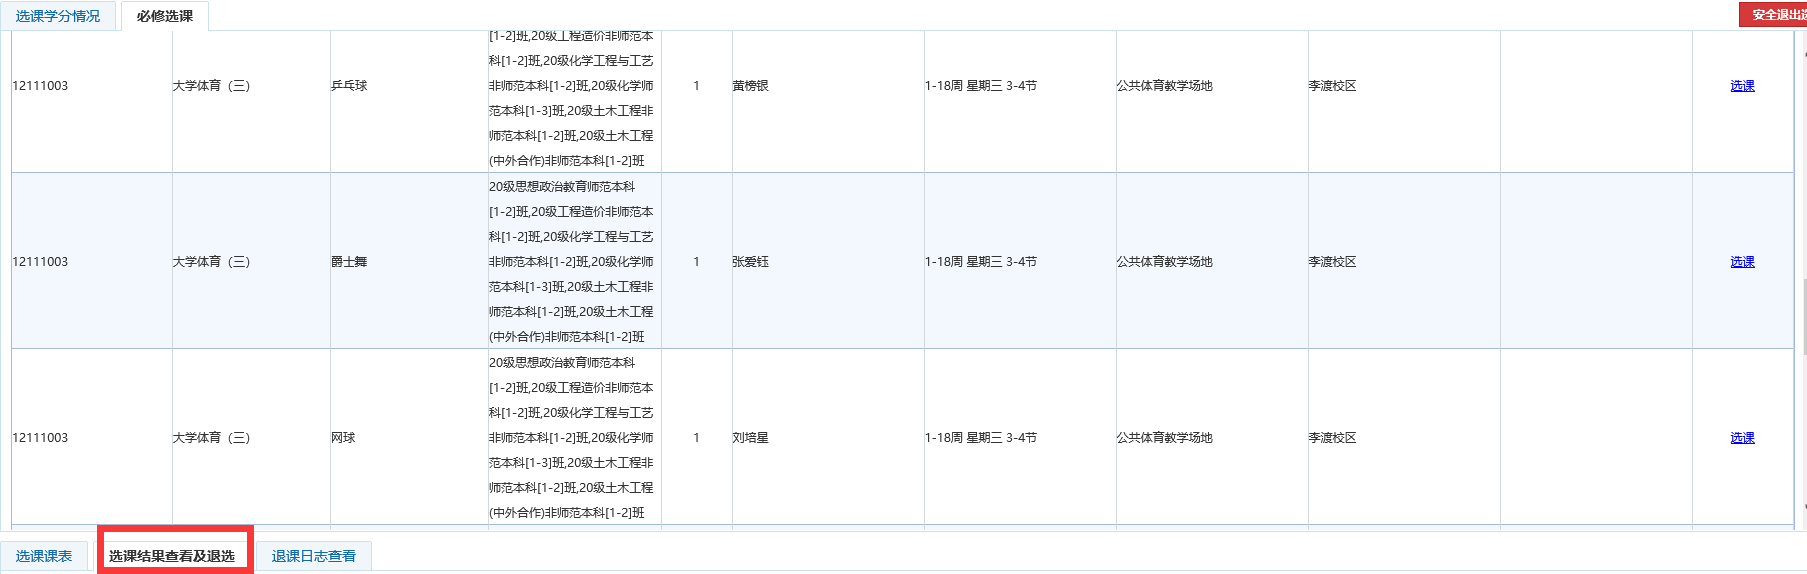 选课学分情况 必修选课 安全退出选
[1-2]班,20级工程造价非师范本
科[1-2]班,20级化学工程与工艺
12111003 大学体育（三） 乒乓球 非师范本科[1-2]班,20级化学师 1 黄榜银 1-18周 星期三 3-4节 公共体育教学场地 李渡校区 选课
范本科[1-3]班,20级土木工程非
师范本科[1-2]班,20级土木工程
(中外合作)非师范本科[1-2]班
20级思想政治教育师范本科
[1-2]班,20级工程造价非师范本
科[1-2]班,20级化学工程与工艺
12111003 大学体育（三） 爵士舞 非师范本科[1-2]班,20级化学师 1 张爱钰 1-18周 星期三 3-4节 公共体育教学场地 李渡校区 选课
范本科[1-3]班,20级土木工程非
师范本科[1-2]班,20级土木工程
(中外合作)非师范本科[1-2]班
20级思想政治教育师范本科
[1-2]班,20级工程造价非师范本
科[1-2]班,20级化学工程与工艺
12111003 大学体育（三） 网球 非师范本科[1-2]班,20级化学师 1 刘培星 1-18周 星期三 3-4节 公共体育教学场地 李渡校区 选课
范本科[1-3]班,20级土木工程非
师范本科[1-2]班,20级土木工程
(中外合作)非师范本科[1-2]班
选课课表 选课结果查看及退选 退课日志查看